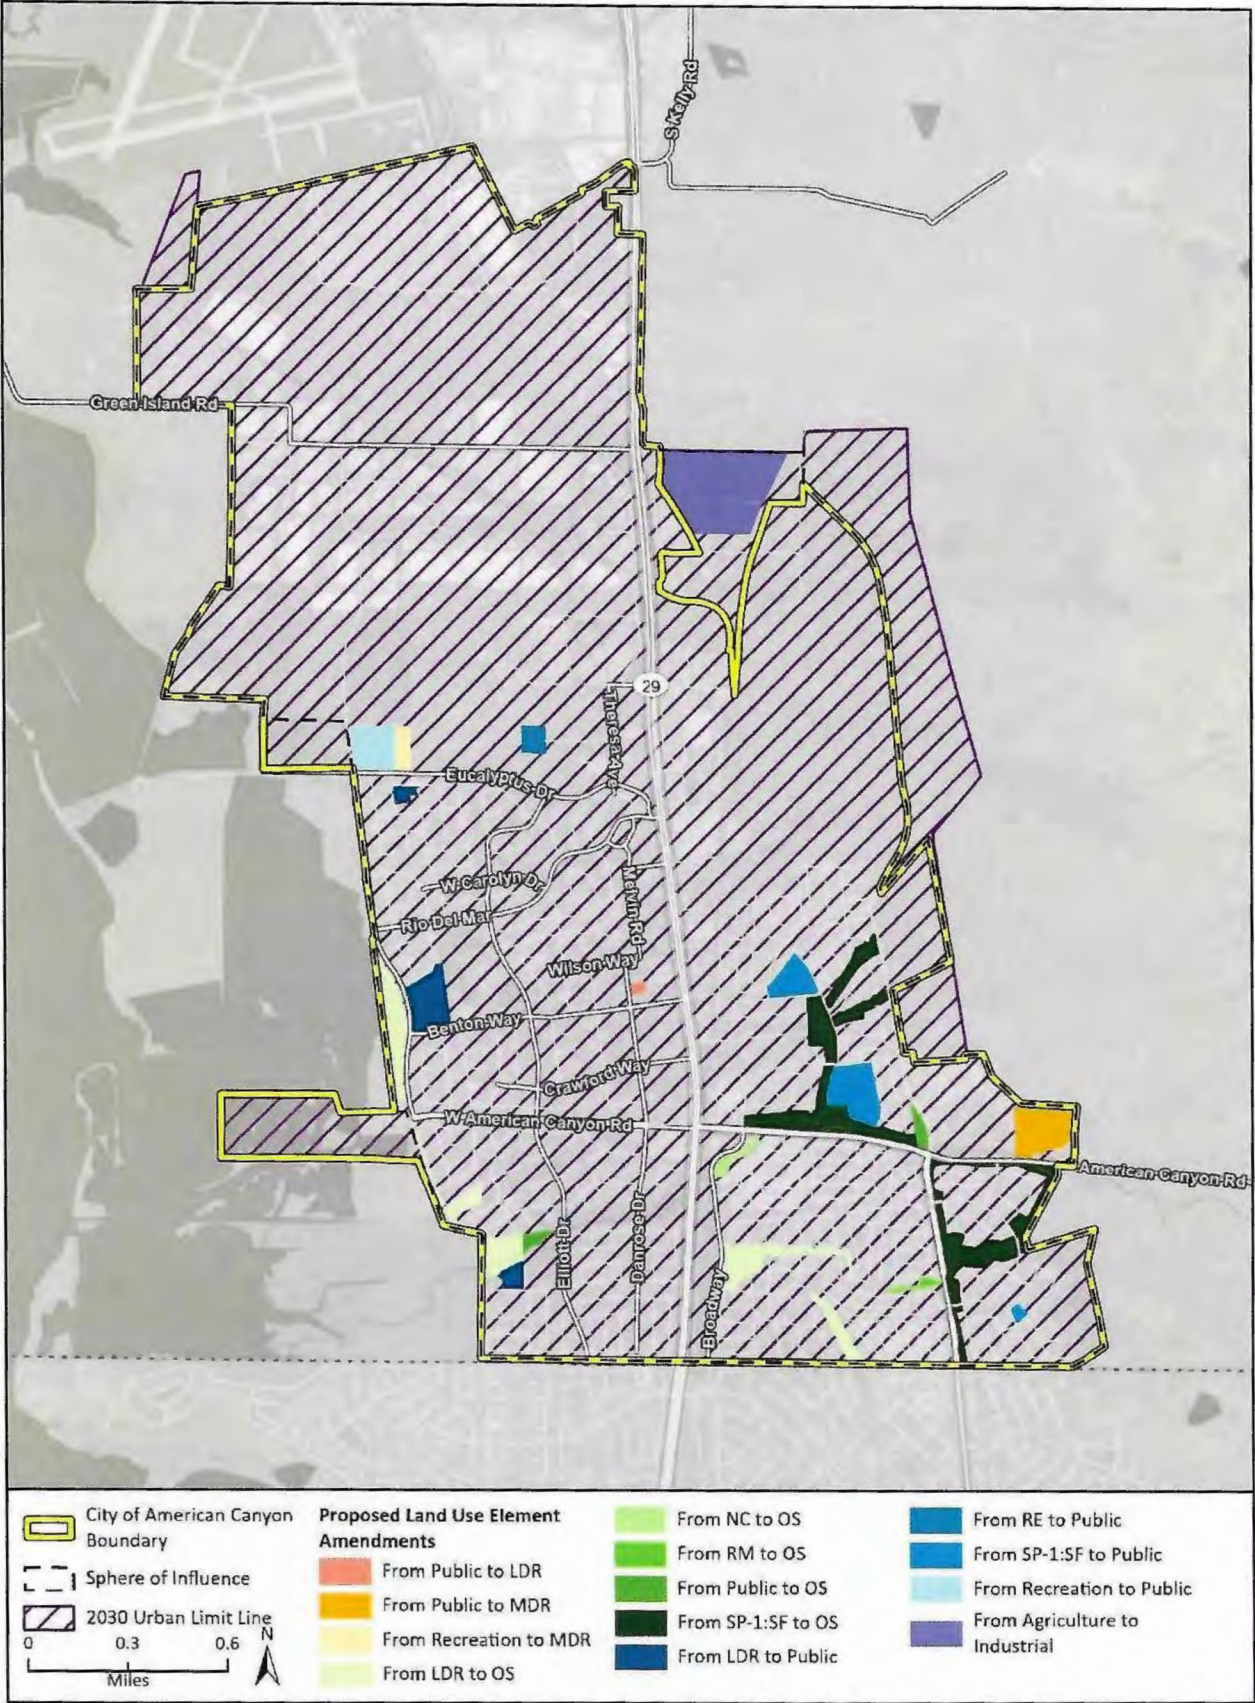 S Kelly Rd
Green Island Rd
29
Theresa Ave
Eucalyptus Dr
W Carolyn Dr
Melvin Rd
Rio Del Mar
Wilson Way
Benton Way
Crawford Way
W American Canyon Rd
American Canyon Rd
Elliott Dr
Danrose Dr
Broadway
City of American Canyon
Boundary
Sphere of Influence
2030 Urban Limit Line
0 0.3 0.6
Miles
N
Proposed Land Use Element
Amendments
From Public to LDR
From Public to MDR
From Recreation to MDR
From LDR to OS
From NC to OS
From RM to OS
From Public to OS
From SP-1:SF to OS
From LDR to Public
From RE to Public
From SP-1:SF to Public
From Recreation to Public
From Agriculture to
Industrial